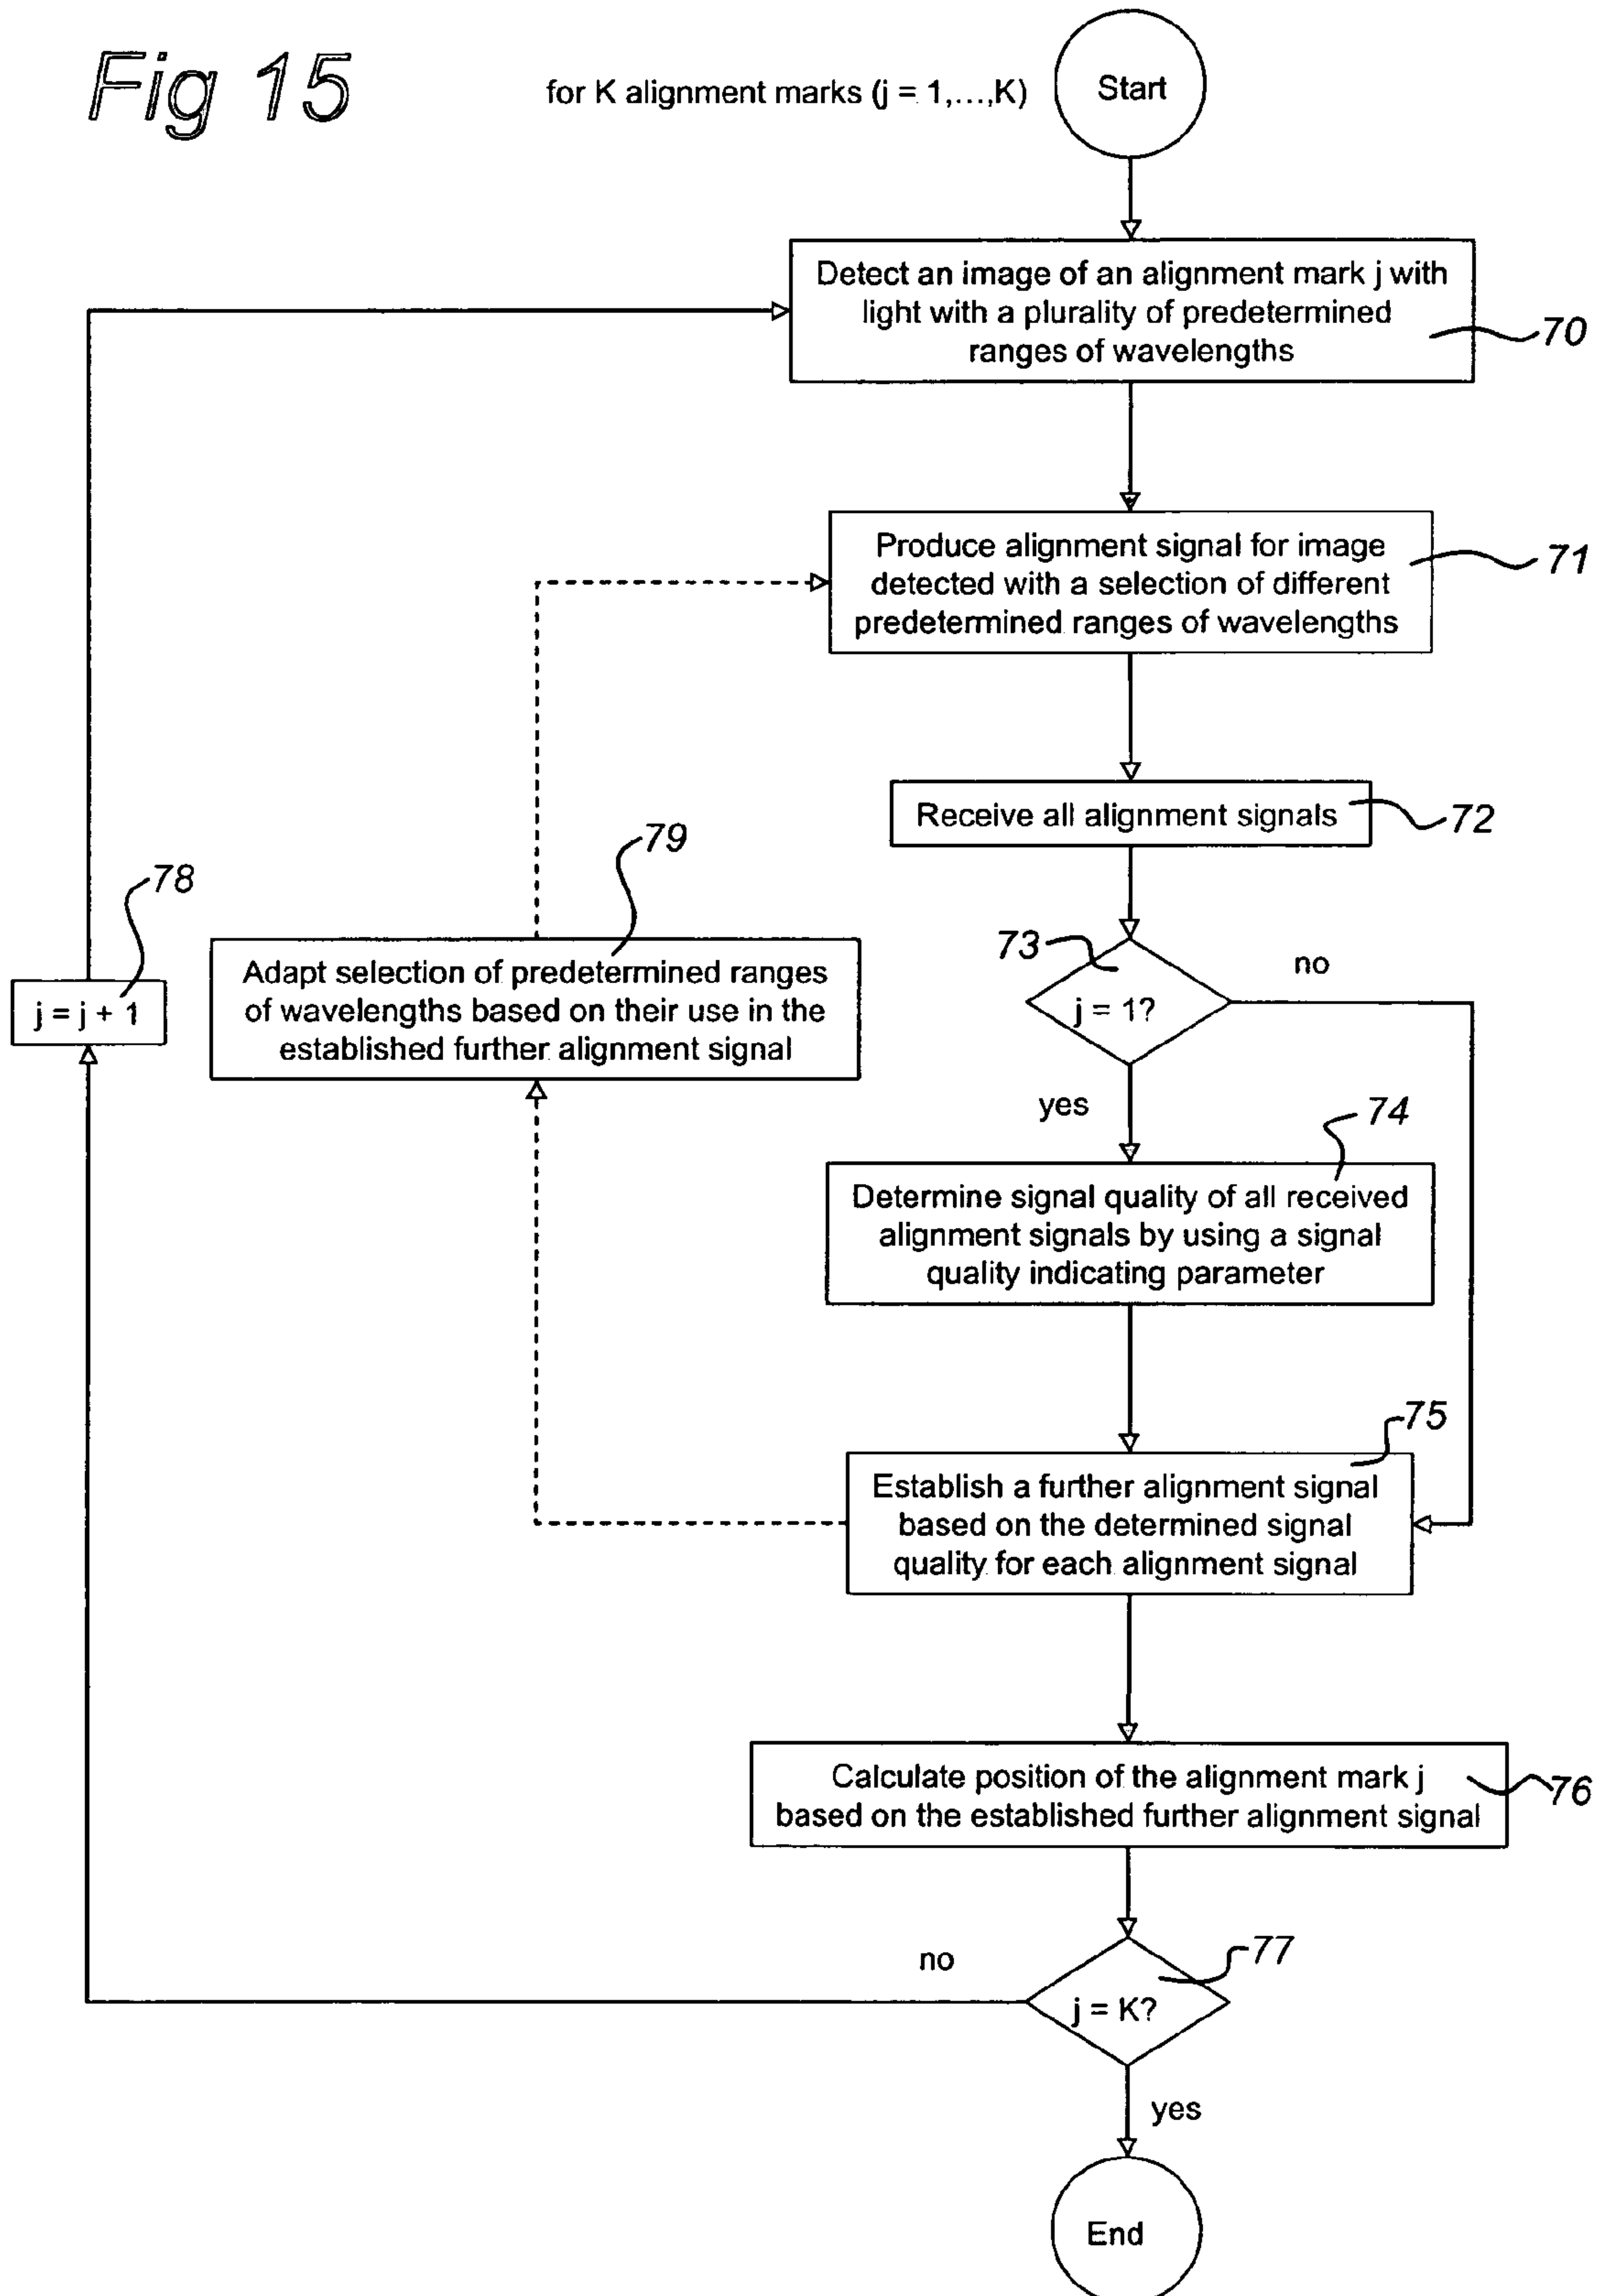 Fig 15
for K alignment marks (j = 1,...,K)
Start
Detect an image of an alignment mark j with
light with a plurality of predetermined
ranges of wavelengths
70
Produce alignment signal for image
detected with a selection of different
predetermined ranges of wavelengths
71
Receive all alignment signals
72
79
78
Adapt selection of predetermined ranges
of wavelengths based on their use in the
established further alignment signal
j = j + 1
73
no
j = 1?
yes
74
Determine signal quality of all received
alignment signals by using a signal
quality indicating parameter
75
Establish a further alignment signal
based on the determined signal
quality for each alignment signal
Calculate position of the alignment mark j
based on the established further alignment signal
76
no
77
j = K?
yes
End